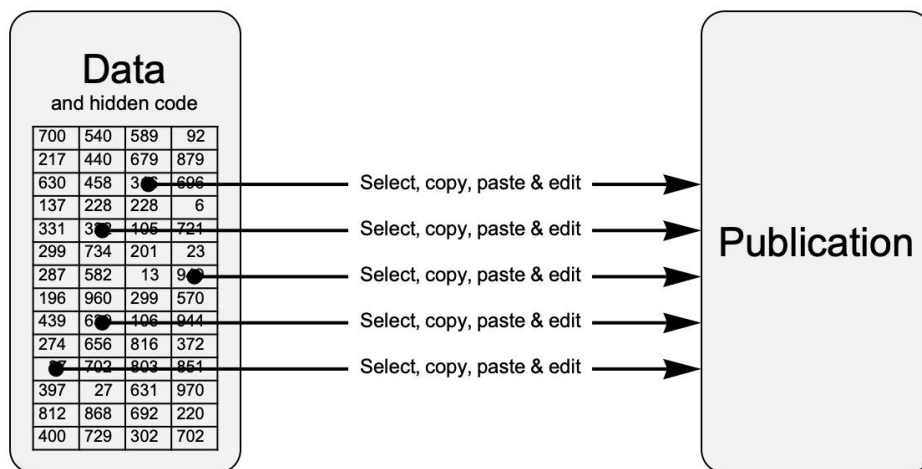 Data
and hidden code
700 540 589 92
217 440 679 879
630 458 696
137 228 228 6
331 105 721
299 734 201 23
287 582 13
196 960 299 570
439 106 944
274 656 816 372
702 803 851
397 27 631 970
812 868 692 220
400 729 302 702
Select, copy, paste & edit
Select, copy, paste & edit
Select, copy, paste & edit
Select, copy, paste & edit
Select, copy, paste & edit
Publication